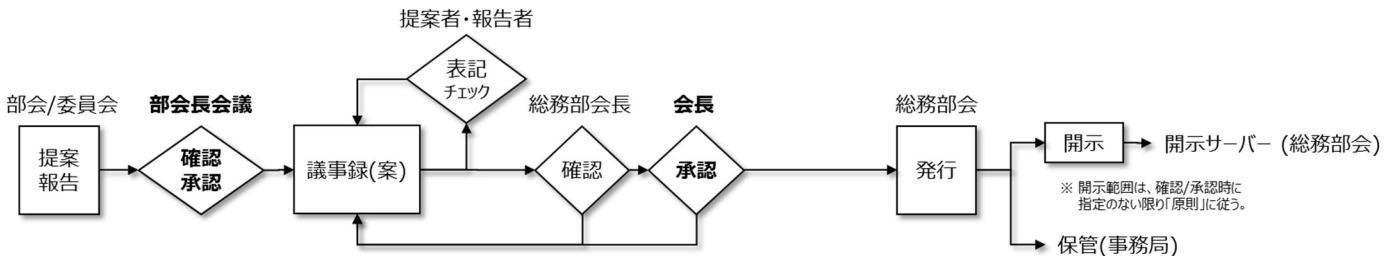 提案者・報告者
表記
チェック
部会/委員会
提案
報告
部会長会議
確認
承認
議事録(案)
総務部会長
確認
会長
承認
総務部会
発行
開示
開示サーバー (総務部会)
※ 開示範囲は、確認/承認時に
指定のない限り「原則」に従う。
保管(事務局)